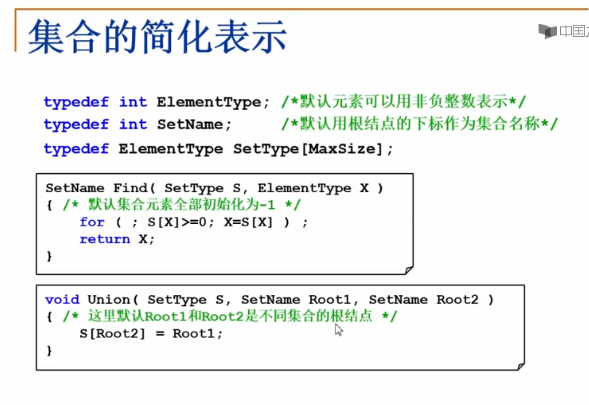 集合的简化表示
中国
typedef int ElementType; /*默认元素可以用非负整数表示*/
typedef int SetName; /*默认用根结点的下标作为集合名称*/
typedef ElementType SetType[MaxSize];
SetName Find( SetType S, ElementType X )
{ /* 默认集合元素全部初始化为-1 */
for ( ; S[X]>=0; X=S[X] ) ;
return X;
}
void Union( SetType S, SetName Root1, SetName Root2 )
{ /* 这里默认Root1和Root2是不同集合的根结点 */
S[Root2] = Root1;
}